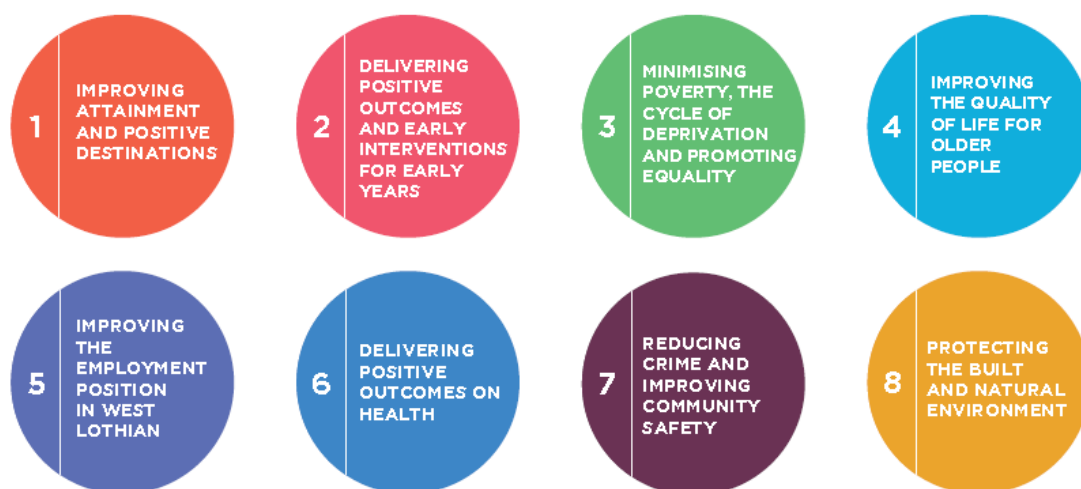 1
IMPROVING
ATTAINMENT
AND POSITIVE
DESTINATIONS
2
DELIVERING
POSITIVE
OUTCOMES
AND EARLY
INTERVENTIONS
FOR EARLY
YEARS
3
MINIMISING
POVERTY, THE
CYCLE OF
DEPRIVATION
AND PROMOTING
EQUALITY
4
IMPROVING
THE QUALITY
OF LIFE FOR
OLDER
PEOPLE
5
IMPROVING
THE
EMPLOYMENT
POSITION
IN WEST
LOTHIAN
6
DELIVERING
POSITIVE
OUTCOMES ON
HEALTH
7
REDUCING
CRIME AND
IMPROVING
COMMUNITY
SAFETY
8
PROTECTING
THE BUILT
AND NATURAL
ENVIRONMENT